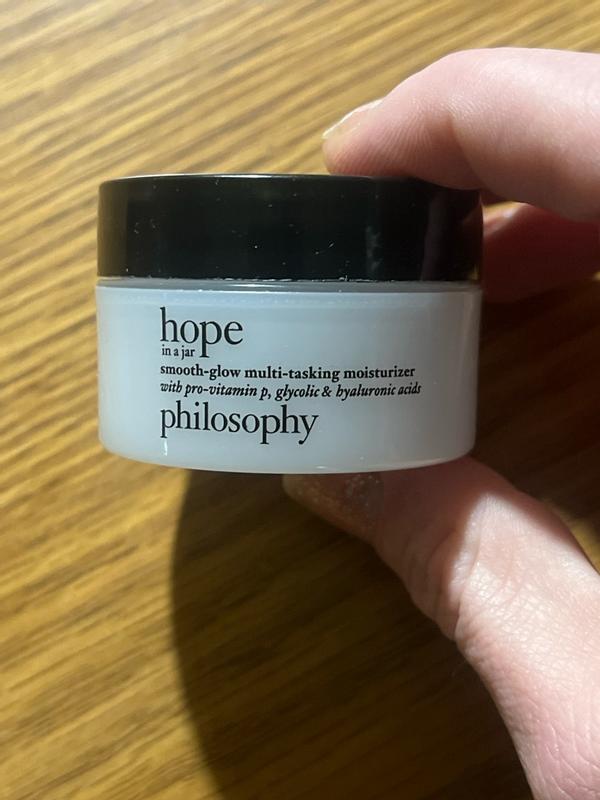 hope
in a jar
smooth-glow multi-tasking moisturizer
with pro-vitamin p, glycolic & hyaluronic acids
philosophy